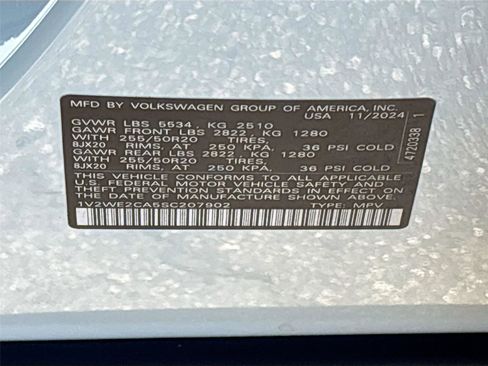 MFD BY VOLKSWAGEN GROUP OF AMERICA, INC.
USA 11/2024
GVWR LBS 5534, KG 2510
GAWR FRONT LBS 2822, KG 1280
WITH 255/50R20 TIRES,
8JX20 RIMS, AT 250 KPA, 36 PSI COLD
GAWR REAR LBS 2822 KG 1280
WITH 255/50R20 TIRES,
8JX20 RIMS, AT 250 KPA, 36 PSI COLD
THIS VEHICLE CONFORMS TO ALL APPLICABLE
U.S. FEDERAL MOTOR VEHICLE SAFETY AND
THEFT PREVENTION STANDARDS IN EFFECT ON
THE DATE OF MANUFACTURE SHOWN ABOVE.
1V2WE2CA5SC207902 TYPE: MPV
4720338 1